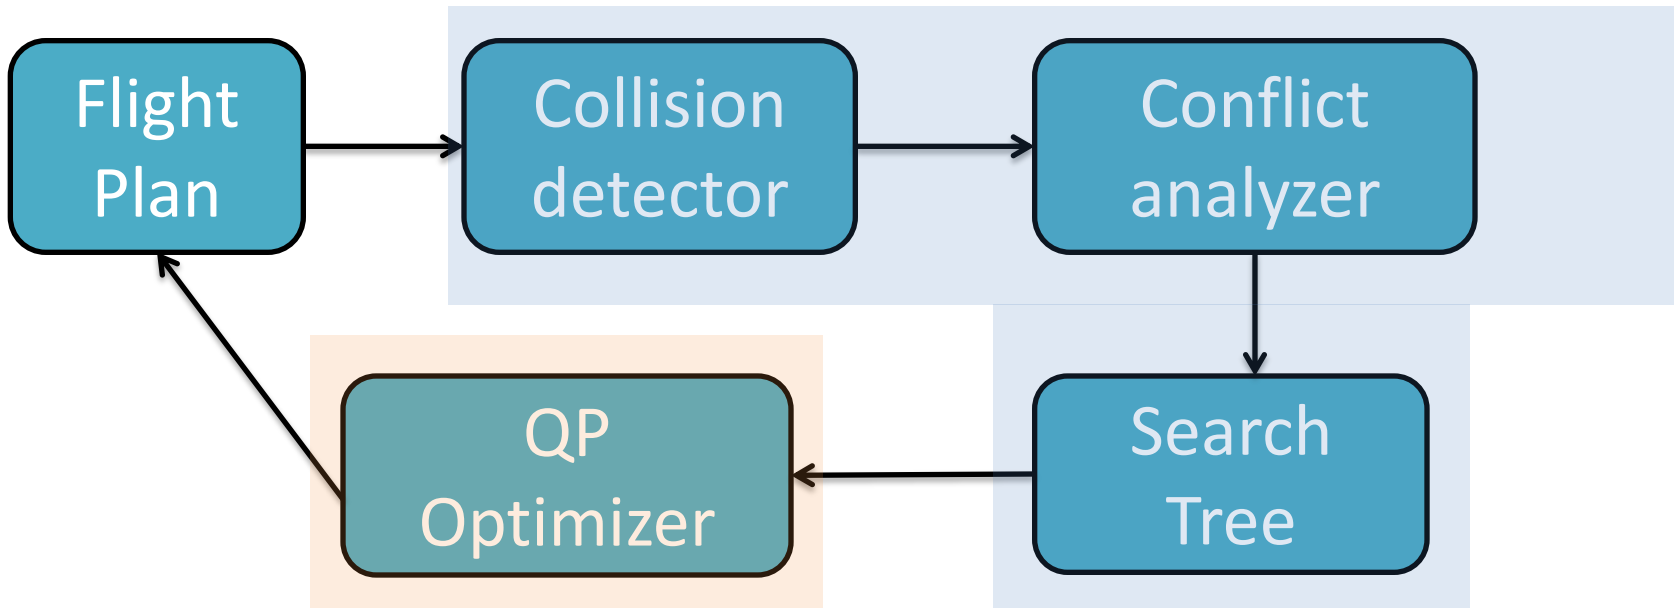 Flight
Plan
Collision
detector
Conflict
analyzer
QP
Optimizer
Search
Tree